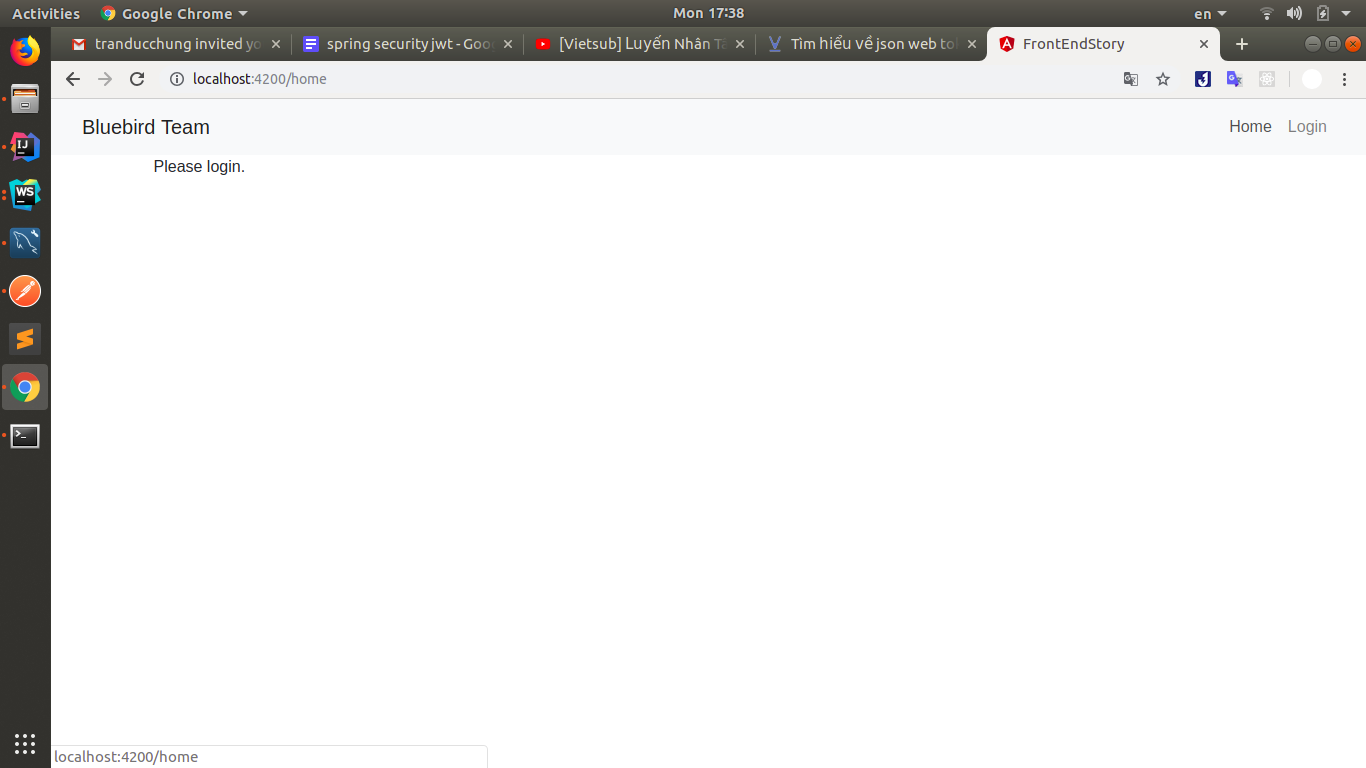 Activities Google Chrome Mon 17:38 en
tranducchung invited yo spring security jwt - Goo [Vietsub] Luyến Nhân Tâ Tìm hiểu về json web to FrontEndStory
localhost:4200/home
Bluebird Team Home Login
Please login.
localhost:4200/home